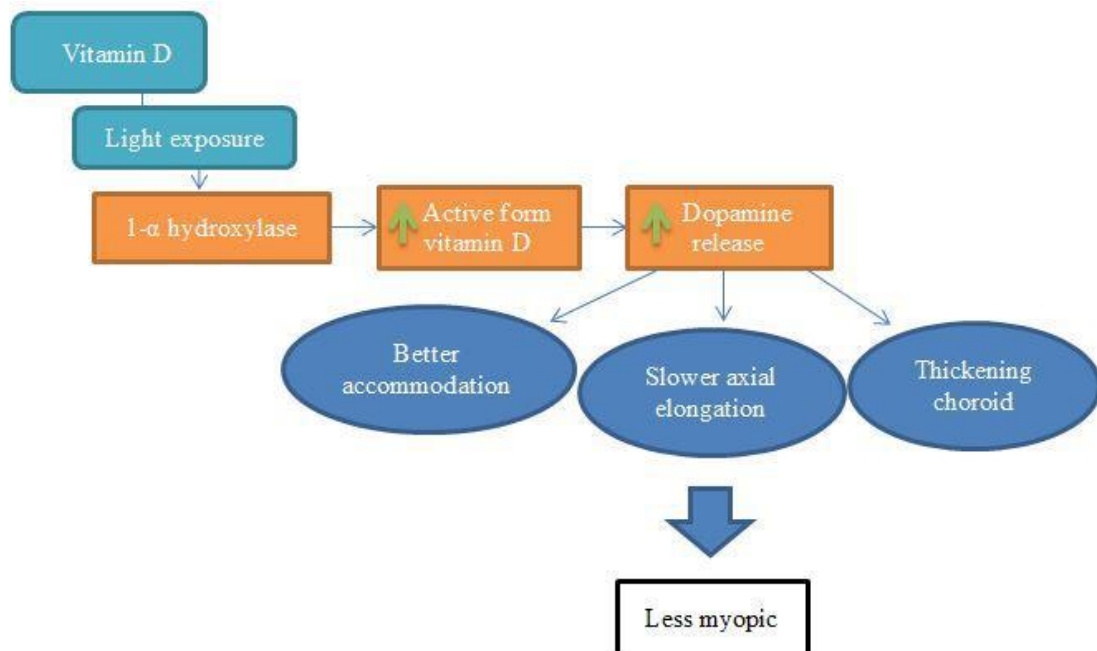 Vitamin D
Light exposure
1-α hydroxylase
Active form
vitamin D
Dopamine
release
Better
accommodation
Slower axial
elongation
Thickening
choroid
Less myopic